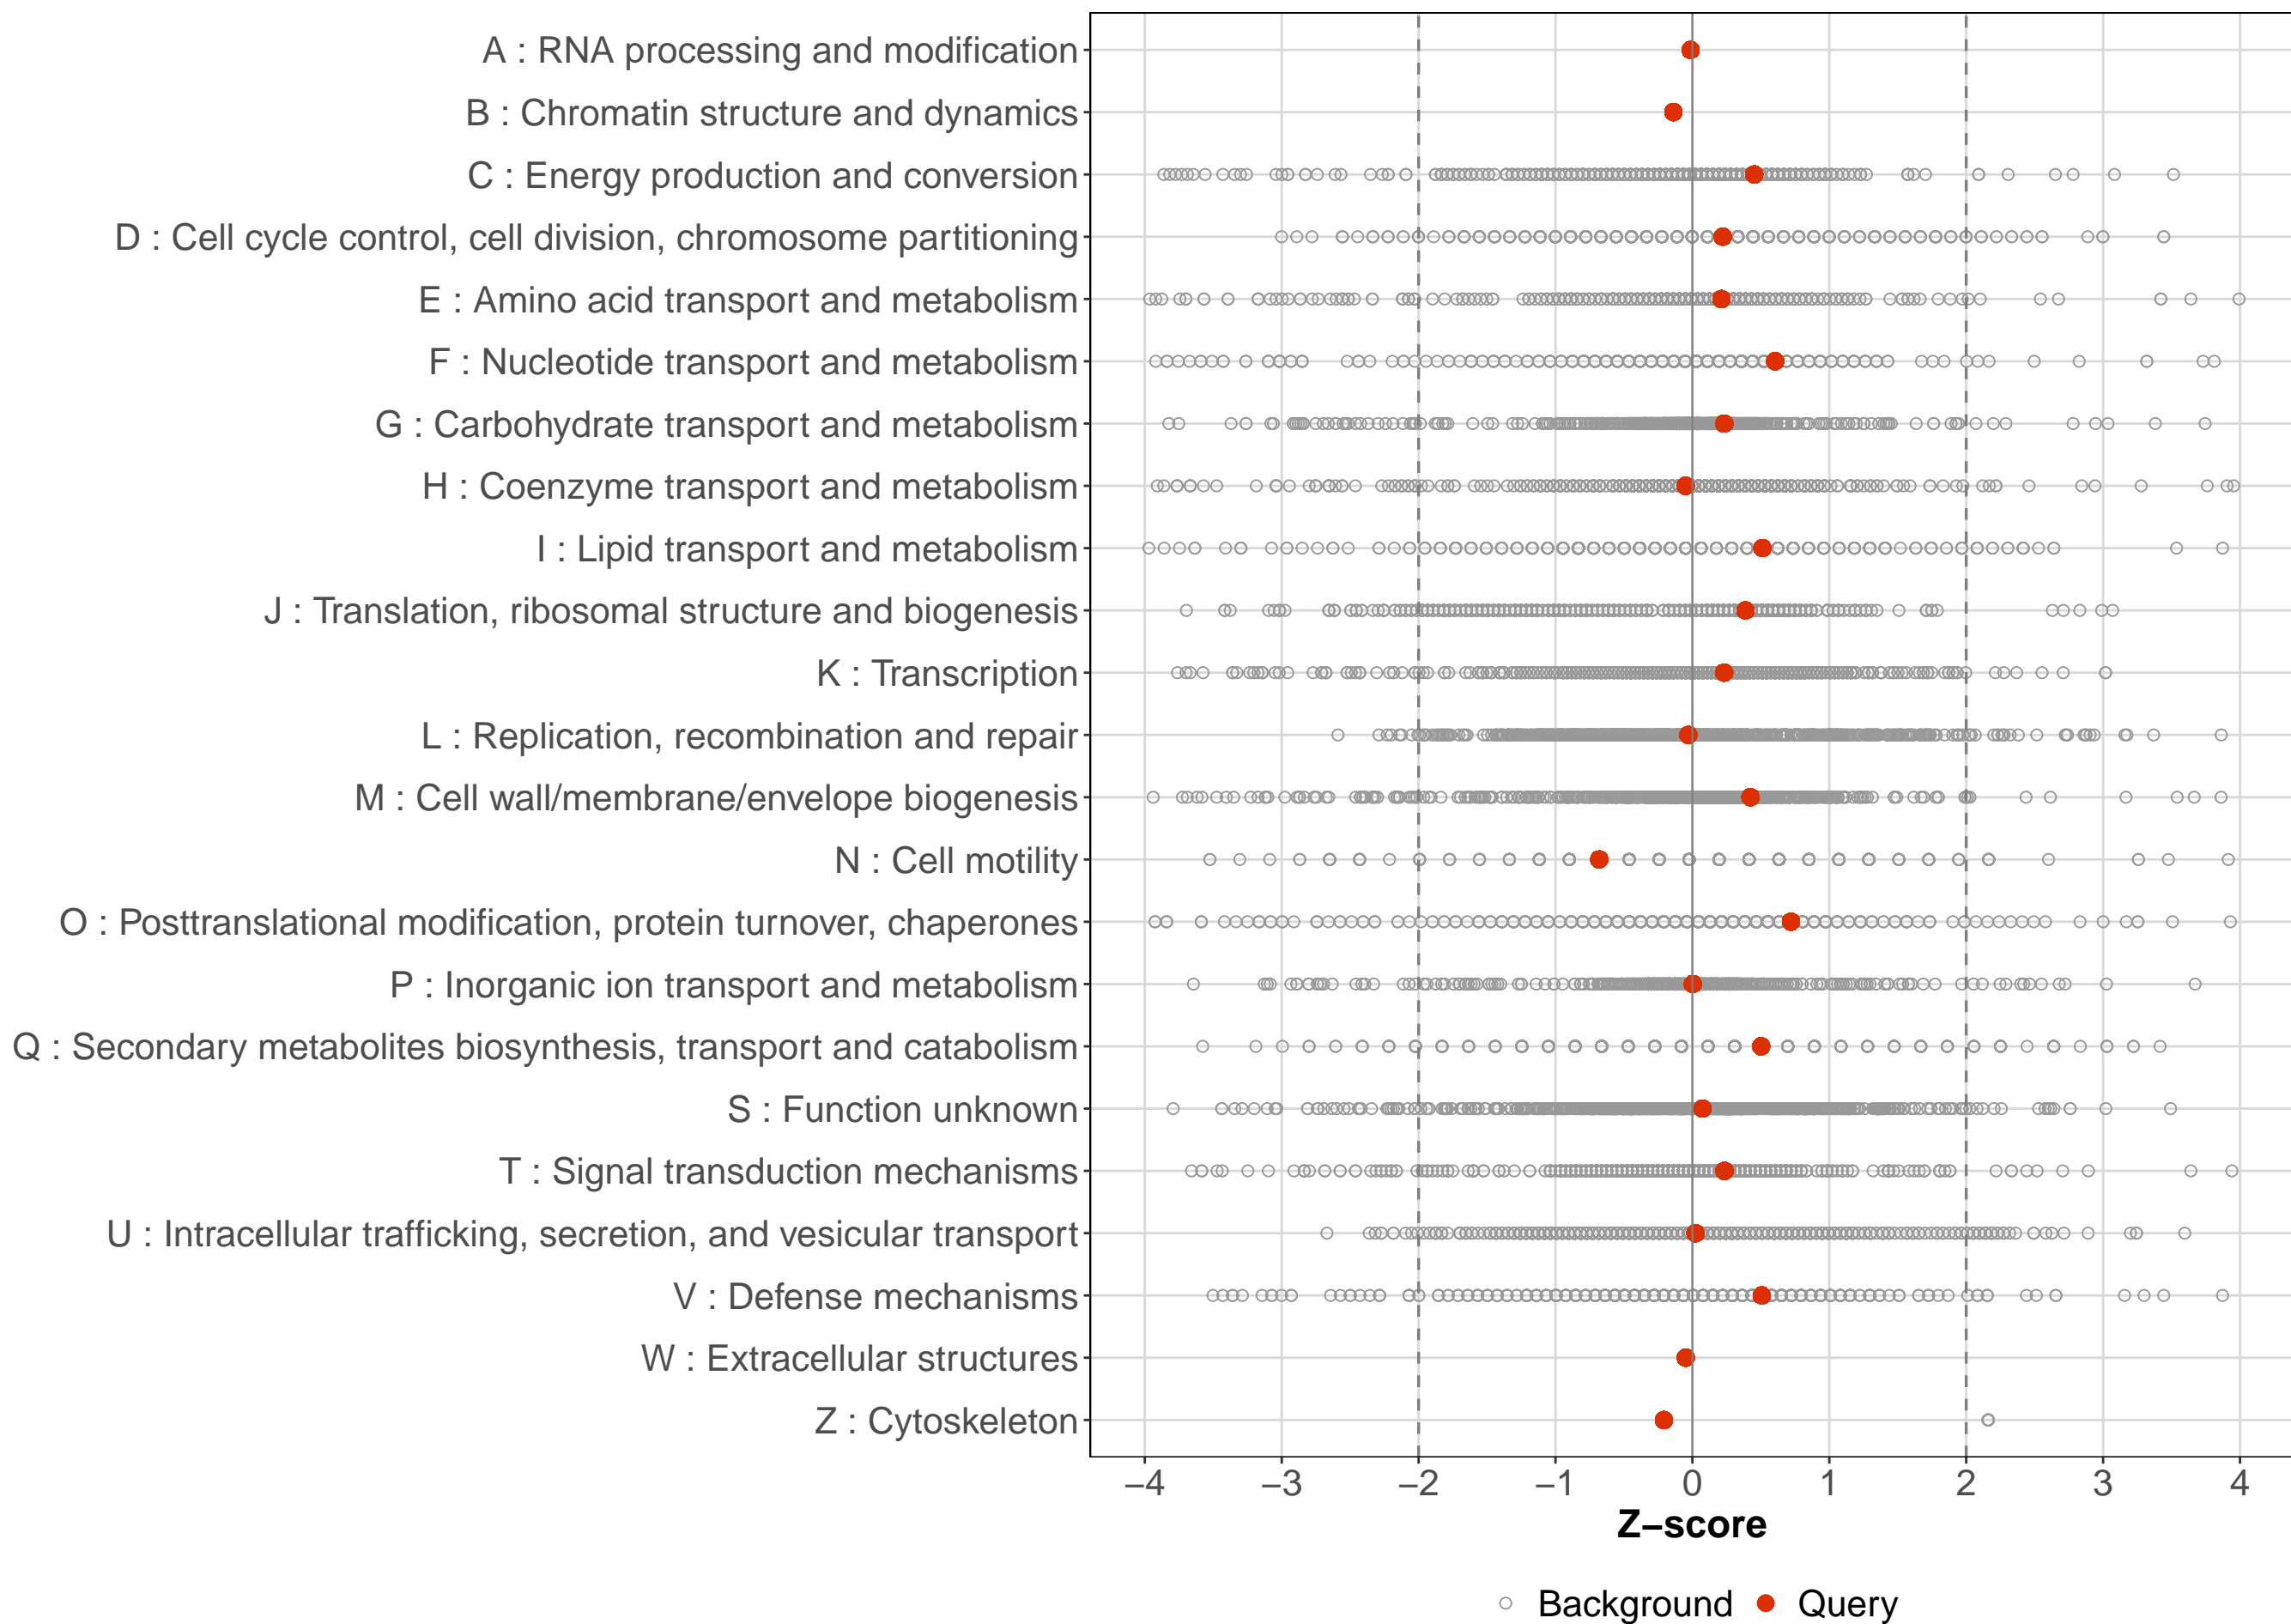 A : RNA processing and modification
B : Chromatin structure and dynamics
C : Energy production and conversion
D : Cell cycle control, cell division, chromosome partitioning
E : Amino acid transport and metabolism
F : Nucleotide transport and metabolism
G : Carbohydrate transport and metabolism
H : Coenzyme transport and metabolism
I : Lipid transport and metabolism
J : Translation, ribosomal structure and biogenesis
K : Transcription
L : Replication, recombination and repair
M : Cell wall/membrane/envelope biogenesis
N : Cell motility
O : Posttranslational modification, protein turnover, chaperones
P : Inorganic ion transport and metabolism
Q : Secondary metabolites biosynthesis, transport and catabolism
S : Function unknown
T : Signal transduction mechanisms
U : Intracellular trafficking, secretion, and vesicular transport
V : Defense mechanisms
W : Extracellular structures
Z : Cytoskeleton
−4 −3 −2 −1 0 1 2 3 4
Z−score
Background Query